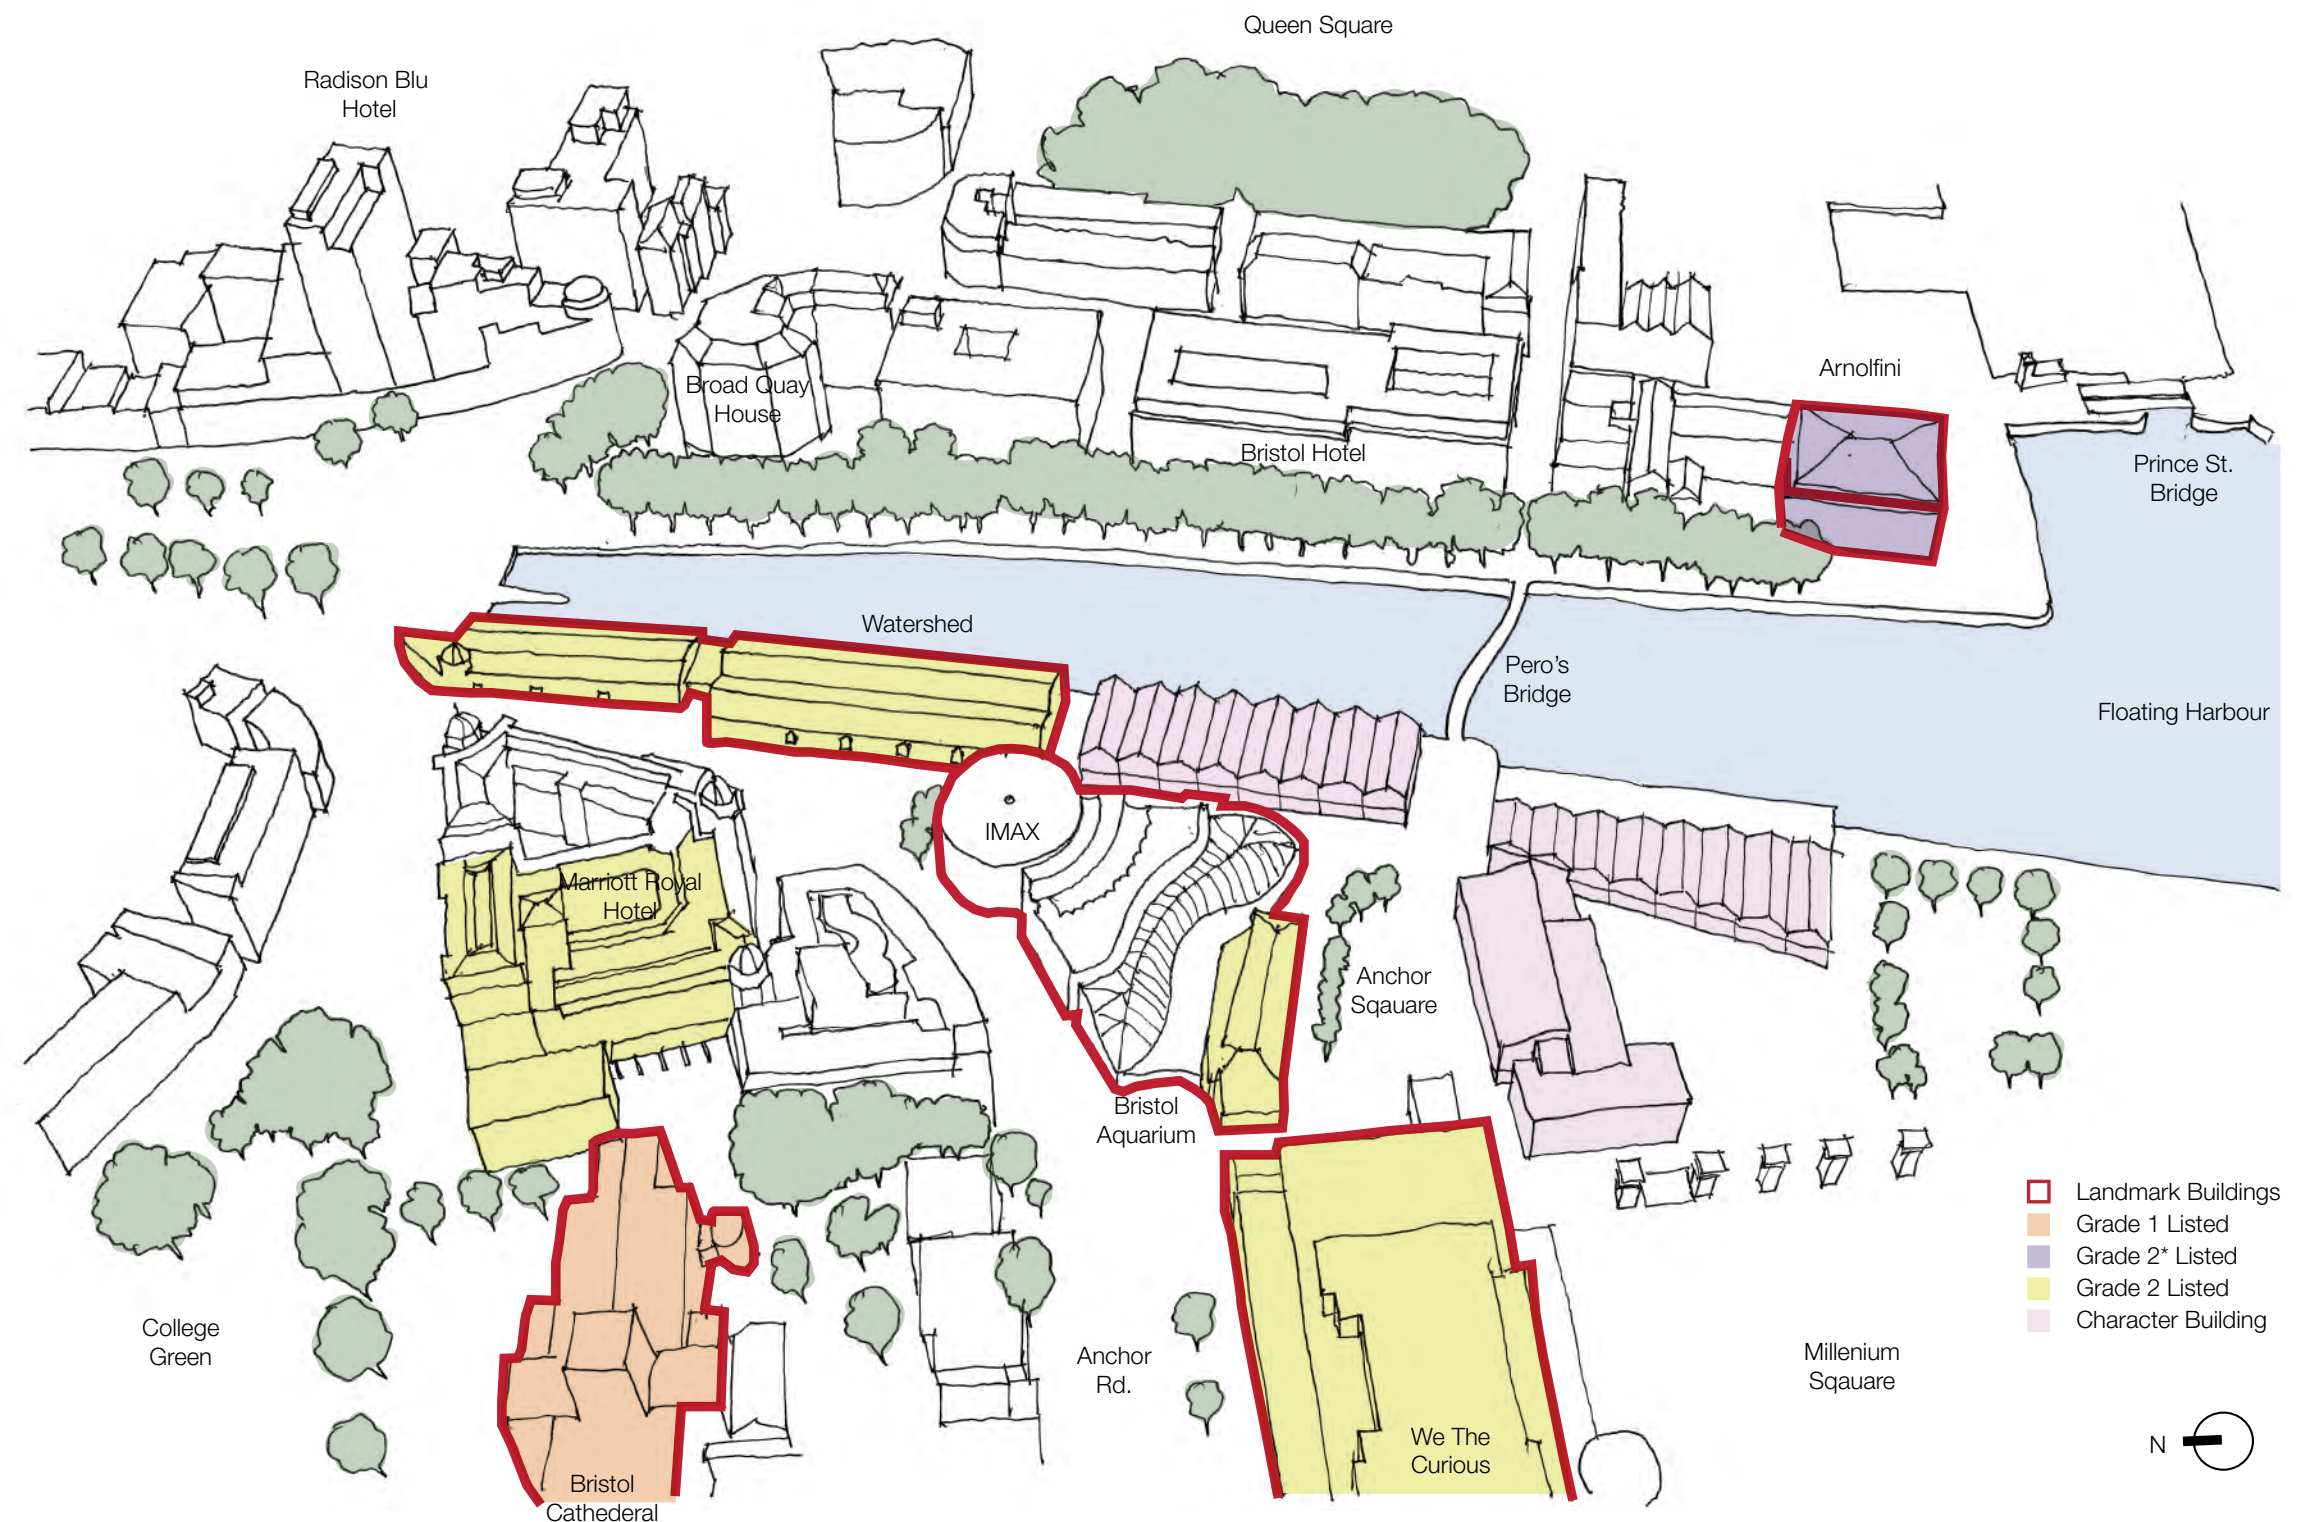 Queen Square
Radison Blu
Hotel
Arnolfini
Broad Quay
House
Bristol Hotel
Prince St.
Bridge
Watershed
Pero's
Bridge
Floating Harbour
IMAX
Marriott Royal
Hotel
Anchor
Sqauare
Bristol
Aquarium
Landmark Buildings
Grade 1 Listed
Grade 2* Listed
Grade 2 Listed
Character Building
College
Green
Anchor
Rd.
Millenium
Sqauare
We The
Curious
N
Bristol
Cathederal